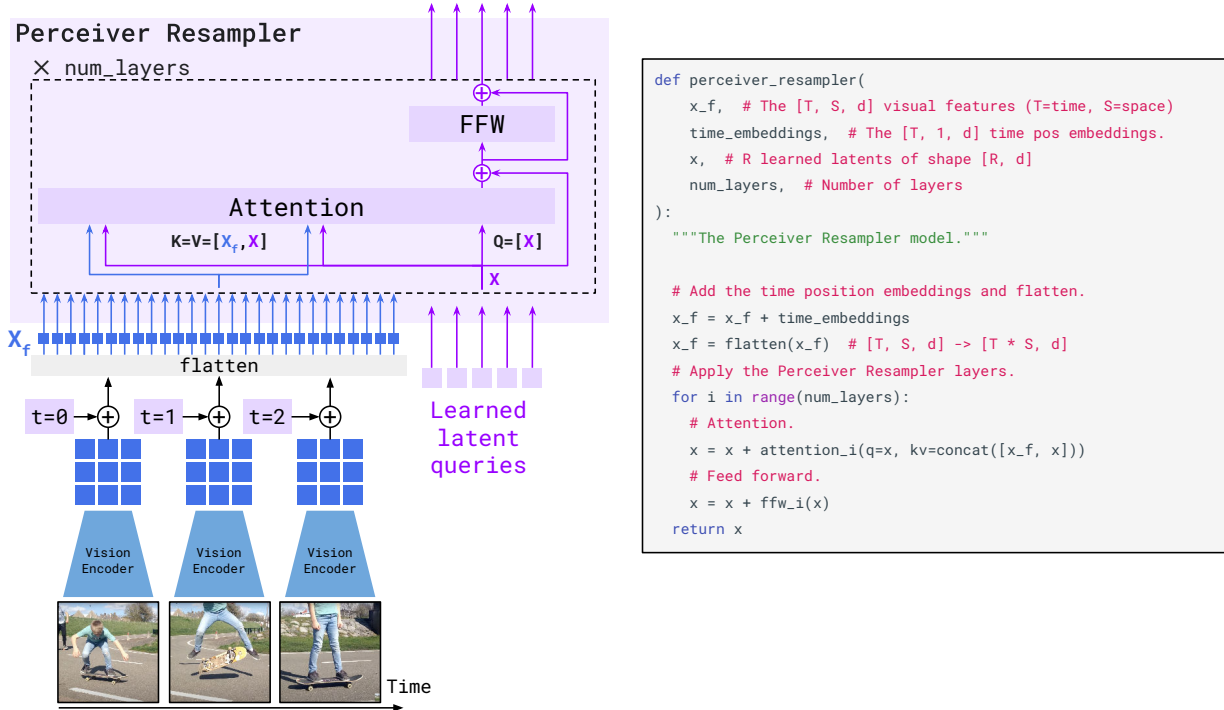 Perceiver Resampler
× num_layers
FFW
Attention
K=V=[Xf,X]
Q=[X]
X
Xf
flatten
t=0
t=1
t=2
+
+
+
+
+
Learned
latent
queries
Vision
Encoder
Vision
Encoder
Vision
Encoder
Time
def perceiver_resampler(
    x_f,  # The [T, S, d] visual features (T=time, S=space)
    time_embeddings,  # The [T, 1, d] time pos embeddings.
    x,  # R learned latents of shape [R, d]
    num_layers,  # Number of layers
):
  """The Perceiver Resampler model."""
  # Add the time position embeddings and flatten.
  x_f = x_f + time_embeddings
  x_f = flatten(x_f)  # [T, S, d] -> [T * S, d]
  # Apply the Perceiver Resampler layers.
  for i in range(num_layers):
    # Attention.
    x = x + attention_i(q=x, kv=concat([x_f, x]))
    # Feed forward.
    x = x + ffw_i(x)
  return x